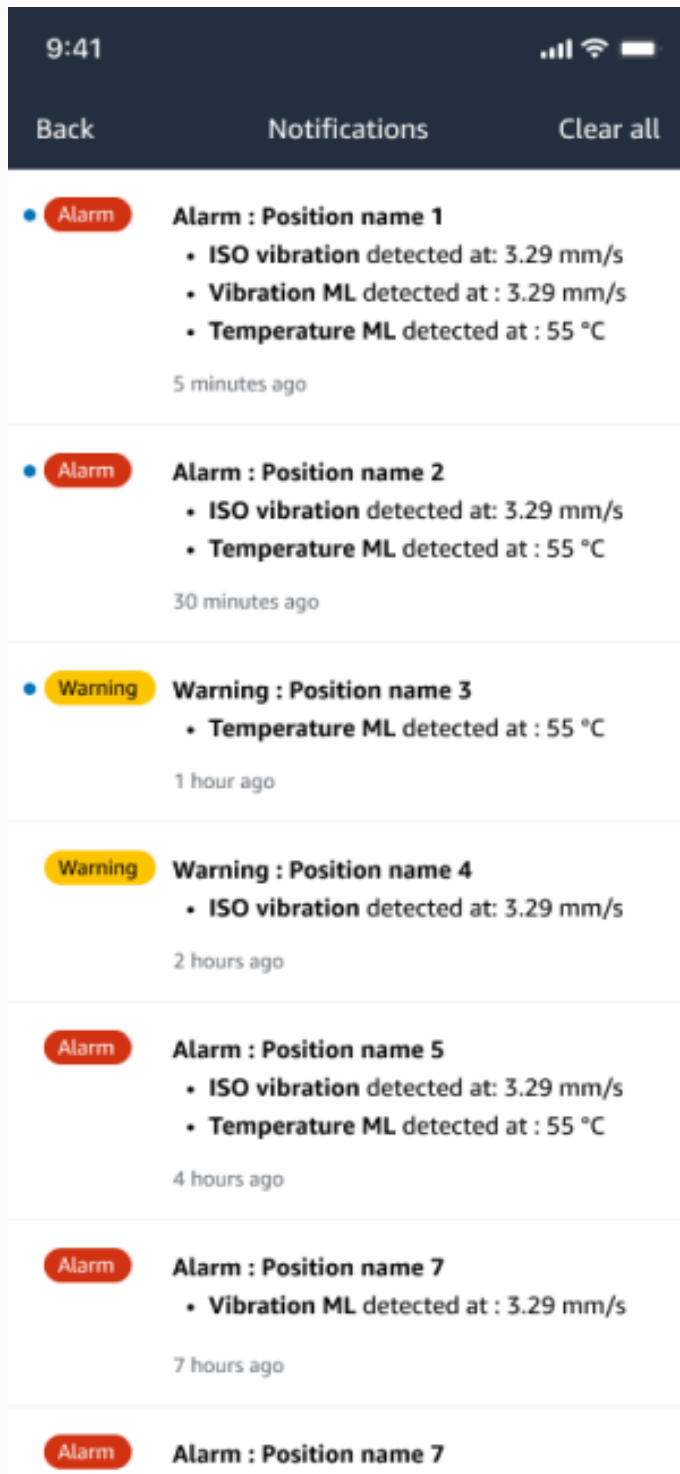 9:41
Back Notifications Clear all
Alarm Alarm : Position name 1
• ISO vibration detected at: 3.29 mm/s
• Vibration ML detected at : 3.29 mm/s
• Temperature ML detected at : 55 °C
5 minutes ago
Alarm Alarm : Position name 2
• ISO vibration detected at: 3.29 mm/s
• Temperature ML detected at : 55 °C
30 minutes ago
Warning Warning : Position name 3
• Temperature ML detected at : 55 °C
1 hour ago
Warning Warning : Position name 4
• ISO vibration detected at: 3.29 mm/s
2 hours ago
Alarm Alarm : Position name 5
• ISO vibration detected at: 3.29 mm/s
• Temperature ML detected at : 55 °C
4 hours ago
Alarm Alarm : Position name 7
• Vibration ML detected at : 3.29 mm/s
7 hours ago
Alarm Alarm : Position name 7